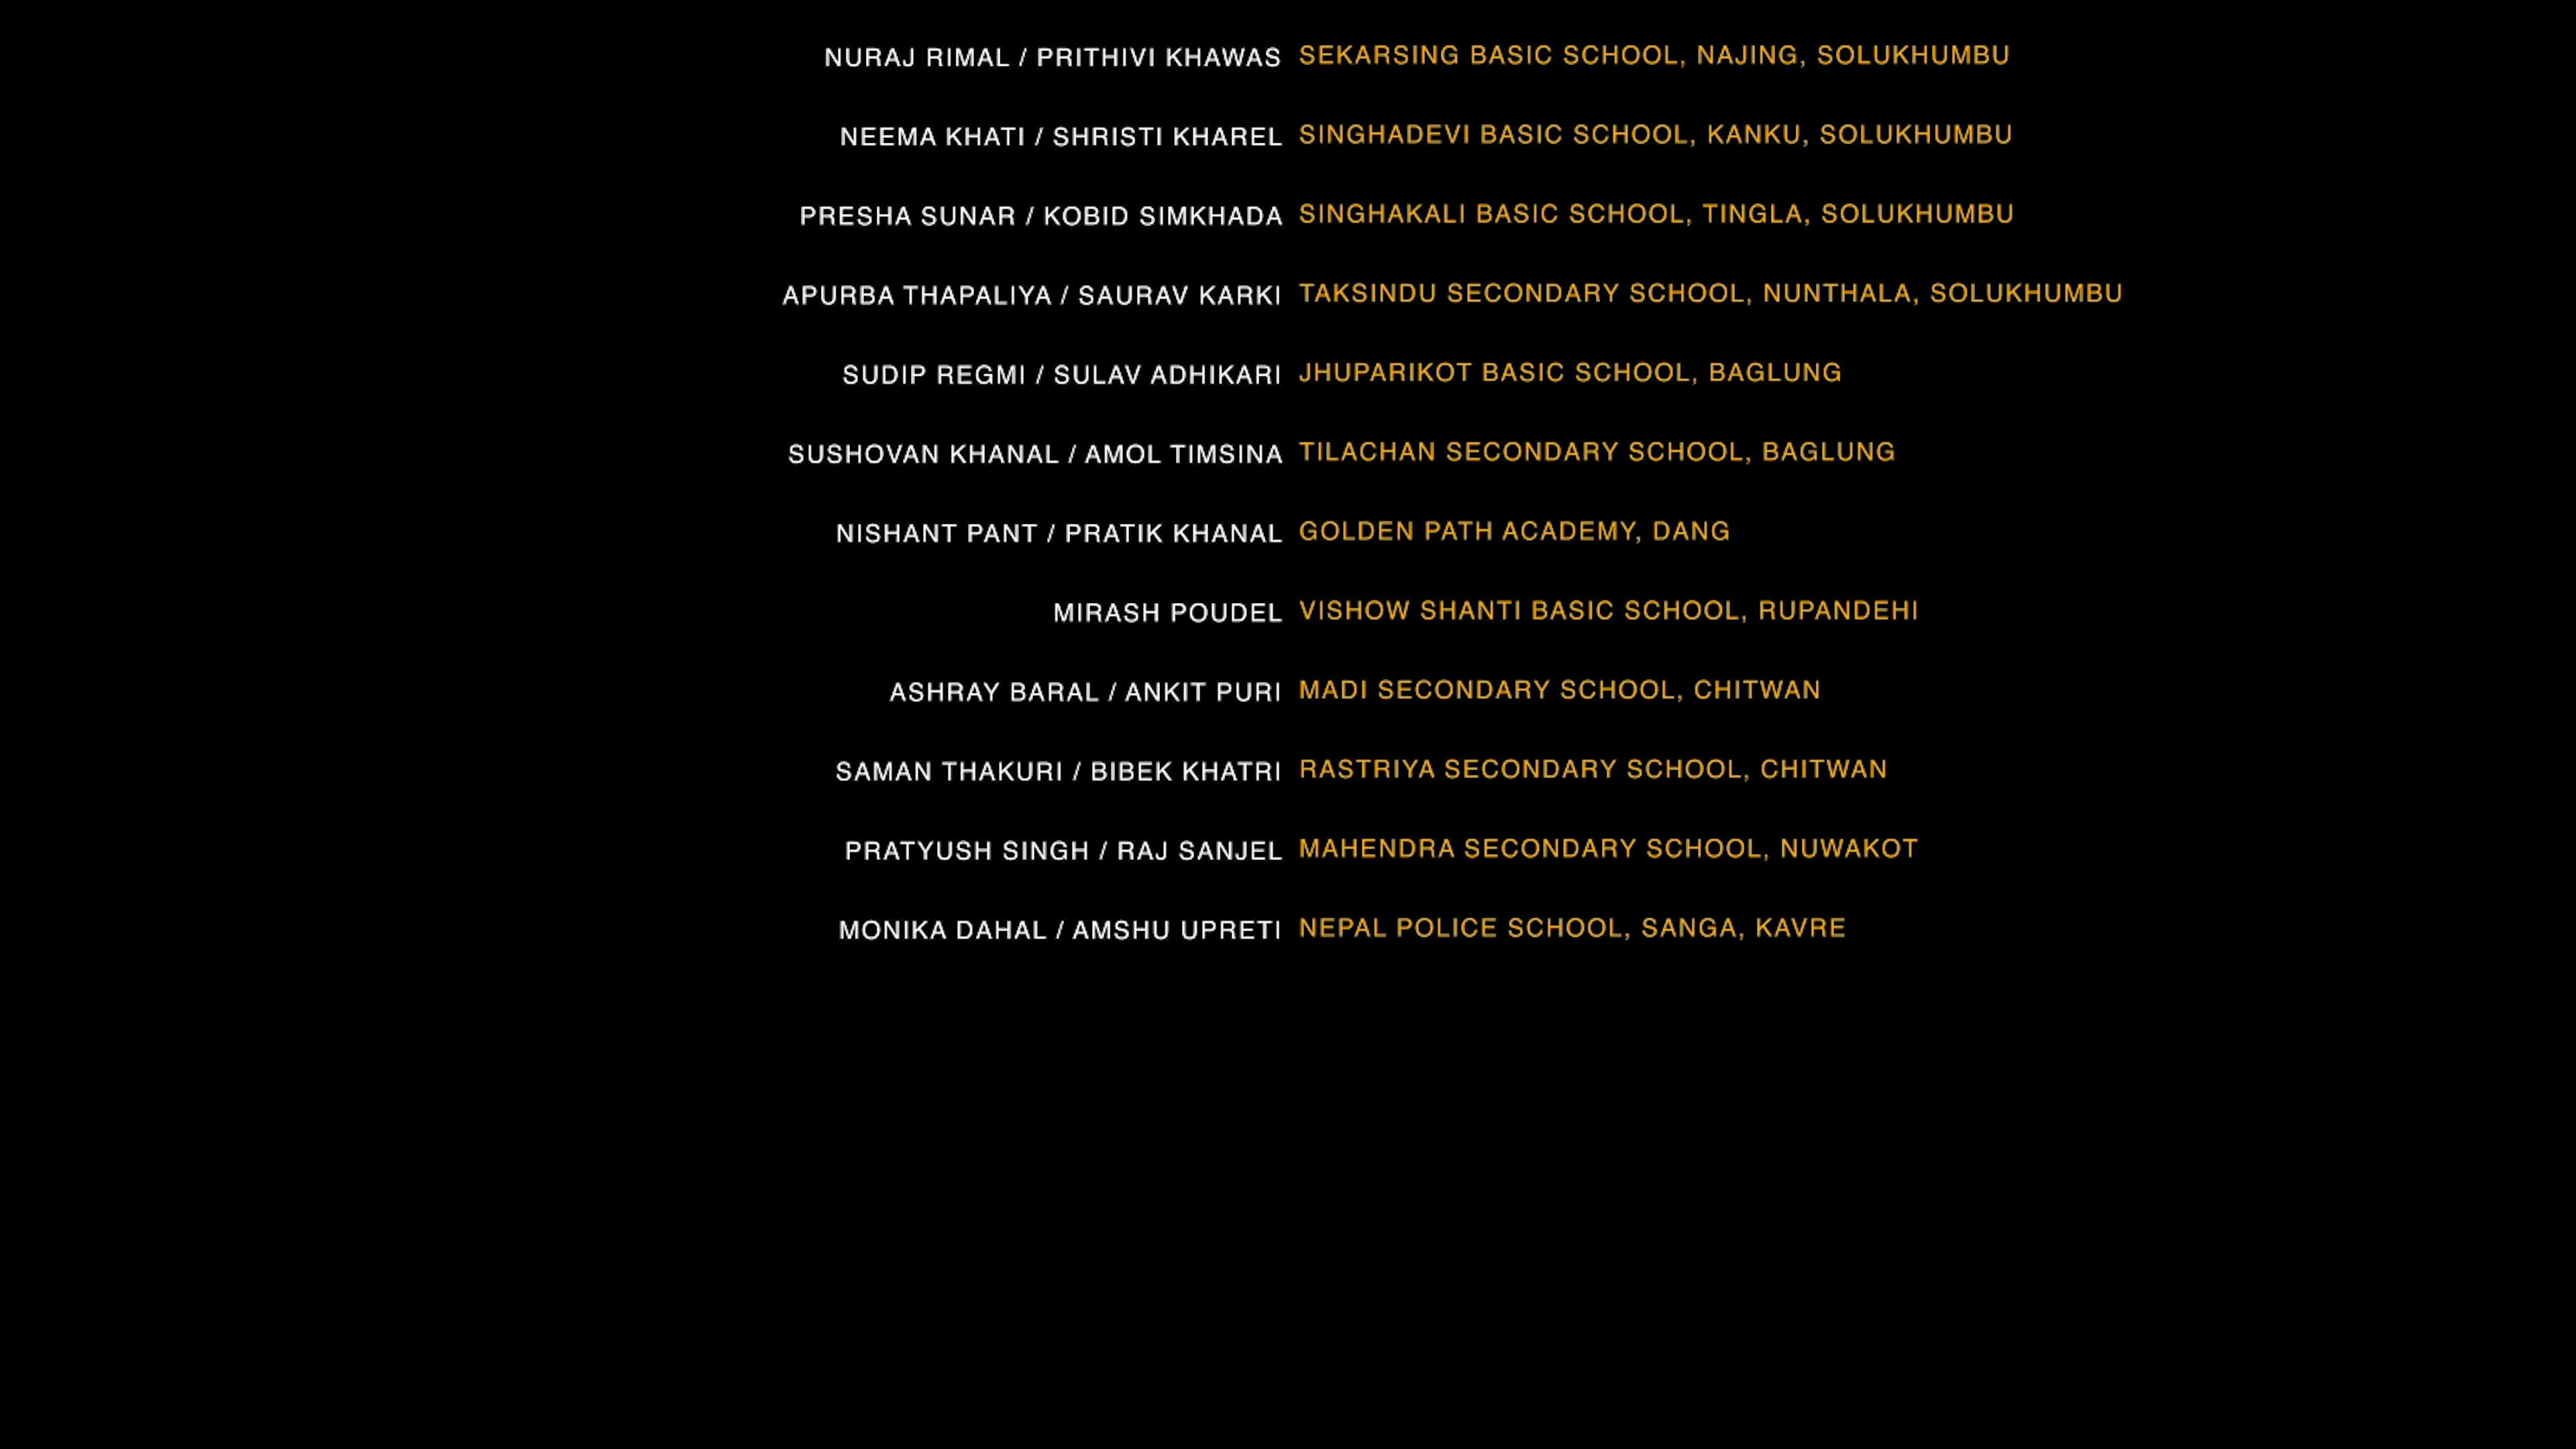 NURAJ RIMAL / PRITHIVI KHAWAS SEKARSING BASIC SCHOOL, NAJING, SOLUKHUMBU
NEEMA KHATI / SHRISTI KHAREL SINGHADEVI BASIC SCHOOL, KANKU, SOLUKHUMBU
PRESHA SUNAR / KOBID SIMKHADA SINGHAKALI BASIC SCHOOL, TINGLA, SOLUKHUMBU
APURBA THAPALIYA / SAURAV KARKI TAKSINDU SECONDARY SCHOOL, NUNTHALA, SOLUKHUMBU
SUDIP REGMI / SULAV ADHIKARI JHUPARIKOT BASIC SCHOOL, BAGLUNG
SUSHOVAN KHANAL / AMOL TIMSINA TILACHAN SECONDARY SCHOOL, BAGLUNG
NISHANT PANT / PRATIK KHANAL GOLDEN PATH ACADEMY, DANG
MIRASH POUDEL VISHOW SHANTI BASIC SCHOOL, RUPANDEHI
ASHRAY BARAL / ANKIT PURI MADI SECONDARY SCHOOL, CHITWAN
SAMAN THAKURI / BIBEK KHATRI RASTRIYA SECONDARY SCHOOL, CHITWAN
PRATYUSH SINGH / RAJ SANJEL MAHENDRA SECONDARY SCHOOL, NUWAKOT
MONIKA DAHAL / AMSHU UPRETI NEPAL POLICE SCHOOL, SANGA, KAVRE